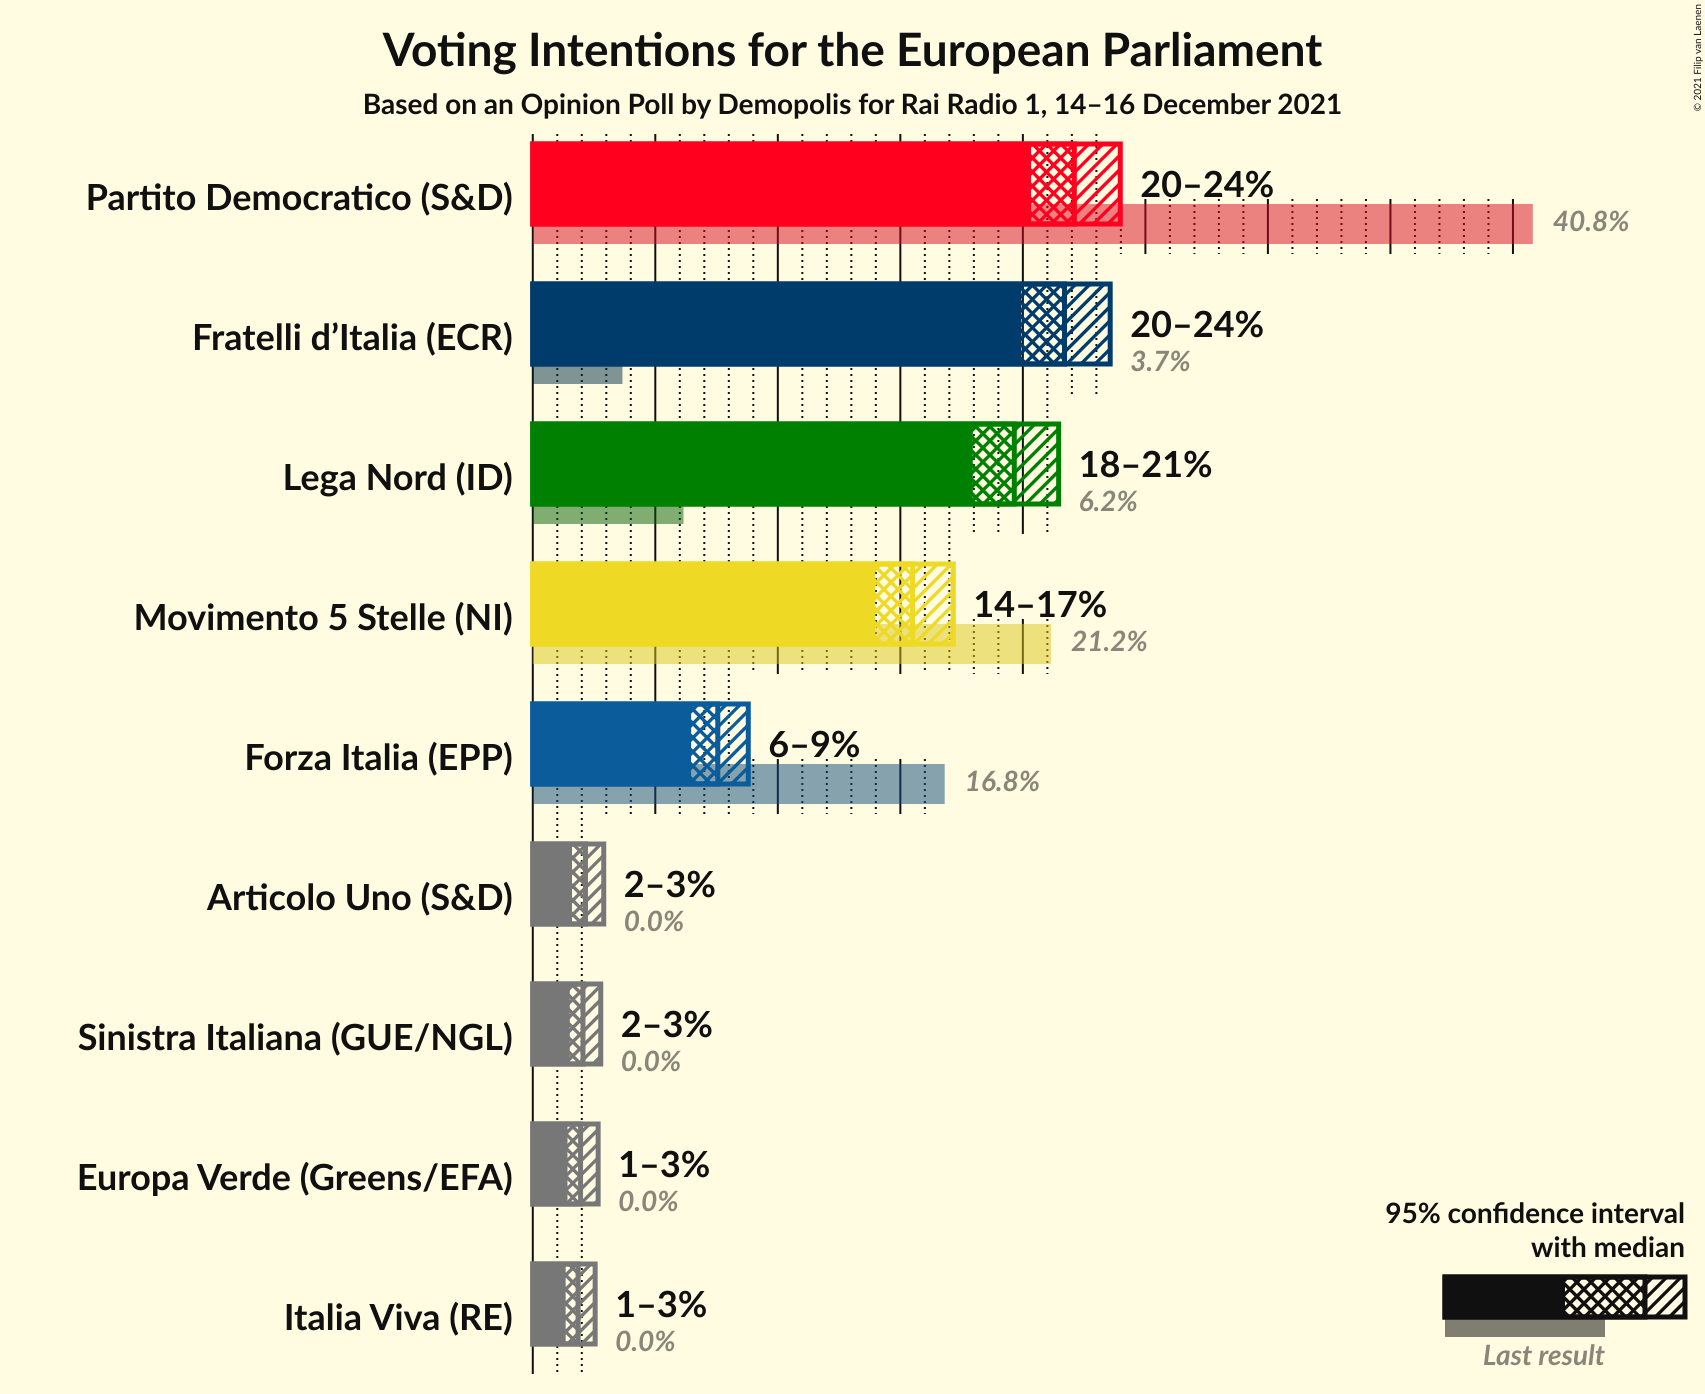 © 2021 Filip van Laenen
Voting Intentions for the European Parliament
Based on an Opinion Poll by Demopolis for Rai Radio 1, 14–16 December 2021
Partito Democratico (S&D)
20–24%
40.8%
Fratelli d’Italia (ECR)
20–24%
3.7%
Lega Nord (ID)
18–21%
6.2%
Movimento 5 Stelle (NI)
14–17%
21.2%
Forza Italia (EPP)
6–9%
16.8%
Articolo Uno (S&D)
2–3%
0.0%
Sinistra Italiana (GUE/NGL)
2–3%
0.0%
Europa Verde (Greens/EFA)
1–3%
0.0%
Italia Viva (RE)
1–3%
0.0%
95% confidence interval
with median
Last result